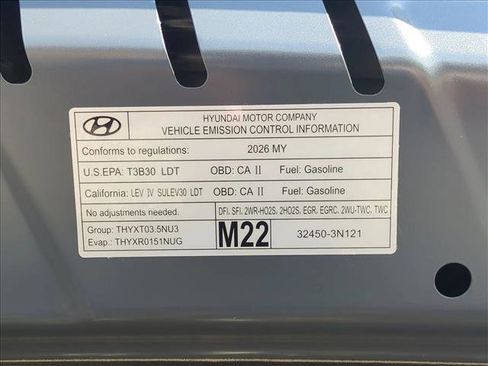 HYUNDAI MOTOR COMPANY
VEHICLE EMISSION CONTROL INFORMATION
Conforms to regulations: 2026 MY
U.S.EPA: T3B30 LDT OBD: CA II Fuel: Gasoline
California: LEV IV SULEV30 LDT OBD: CA II Fuel: Gasoline
No adjustments needed. DFI, SFI, 2WR-HO2S, 2HO2S, EGR, EGRC, 2WU-TWC, TWC
Group: THYXT03.5NU3
Evap.: THYXR0151NUG
M22 32450-3N121